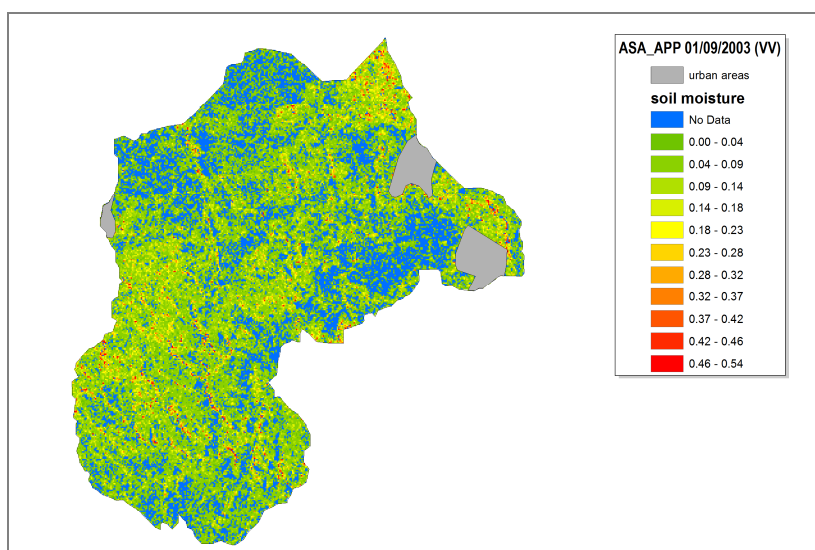 ASA_APP 01/09/2003 (VV)
urban areas
soil moisture
No Data
0.00 - 0.04
0.04 - 0.09
0.09 - 0.14
0.14 - 0.18
0.18 - 0.23
0.23 - 0.28
0.28 - 0.32
0.32 - 0.37
0.37 - 0.42
0.42 - 0.46
0.46 - 0.54